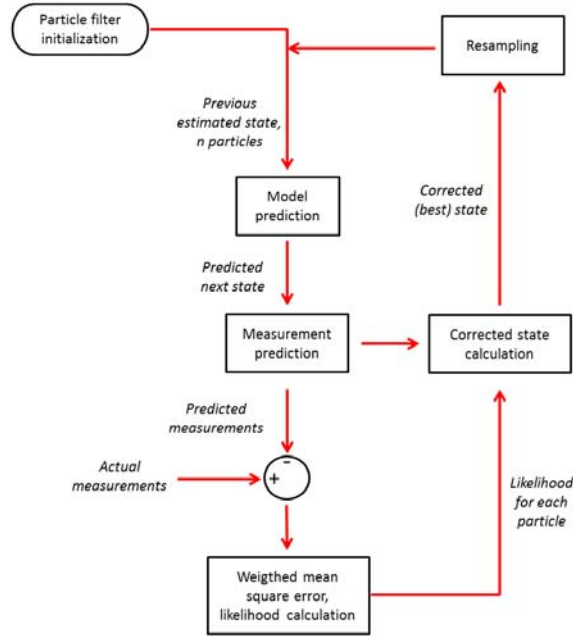 Particle filter
initialization
Resampling
Previous
estimated state,
n particles
Model
prediction
Corrected
(best) state
Predicted
next state
Measurement
prediction
Corrected state
calculation
Predicted
measurements
-
+
Actual
measurements
Likelihood
for each
particle
Weigthed mean
square error,
likelihood calculation